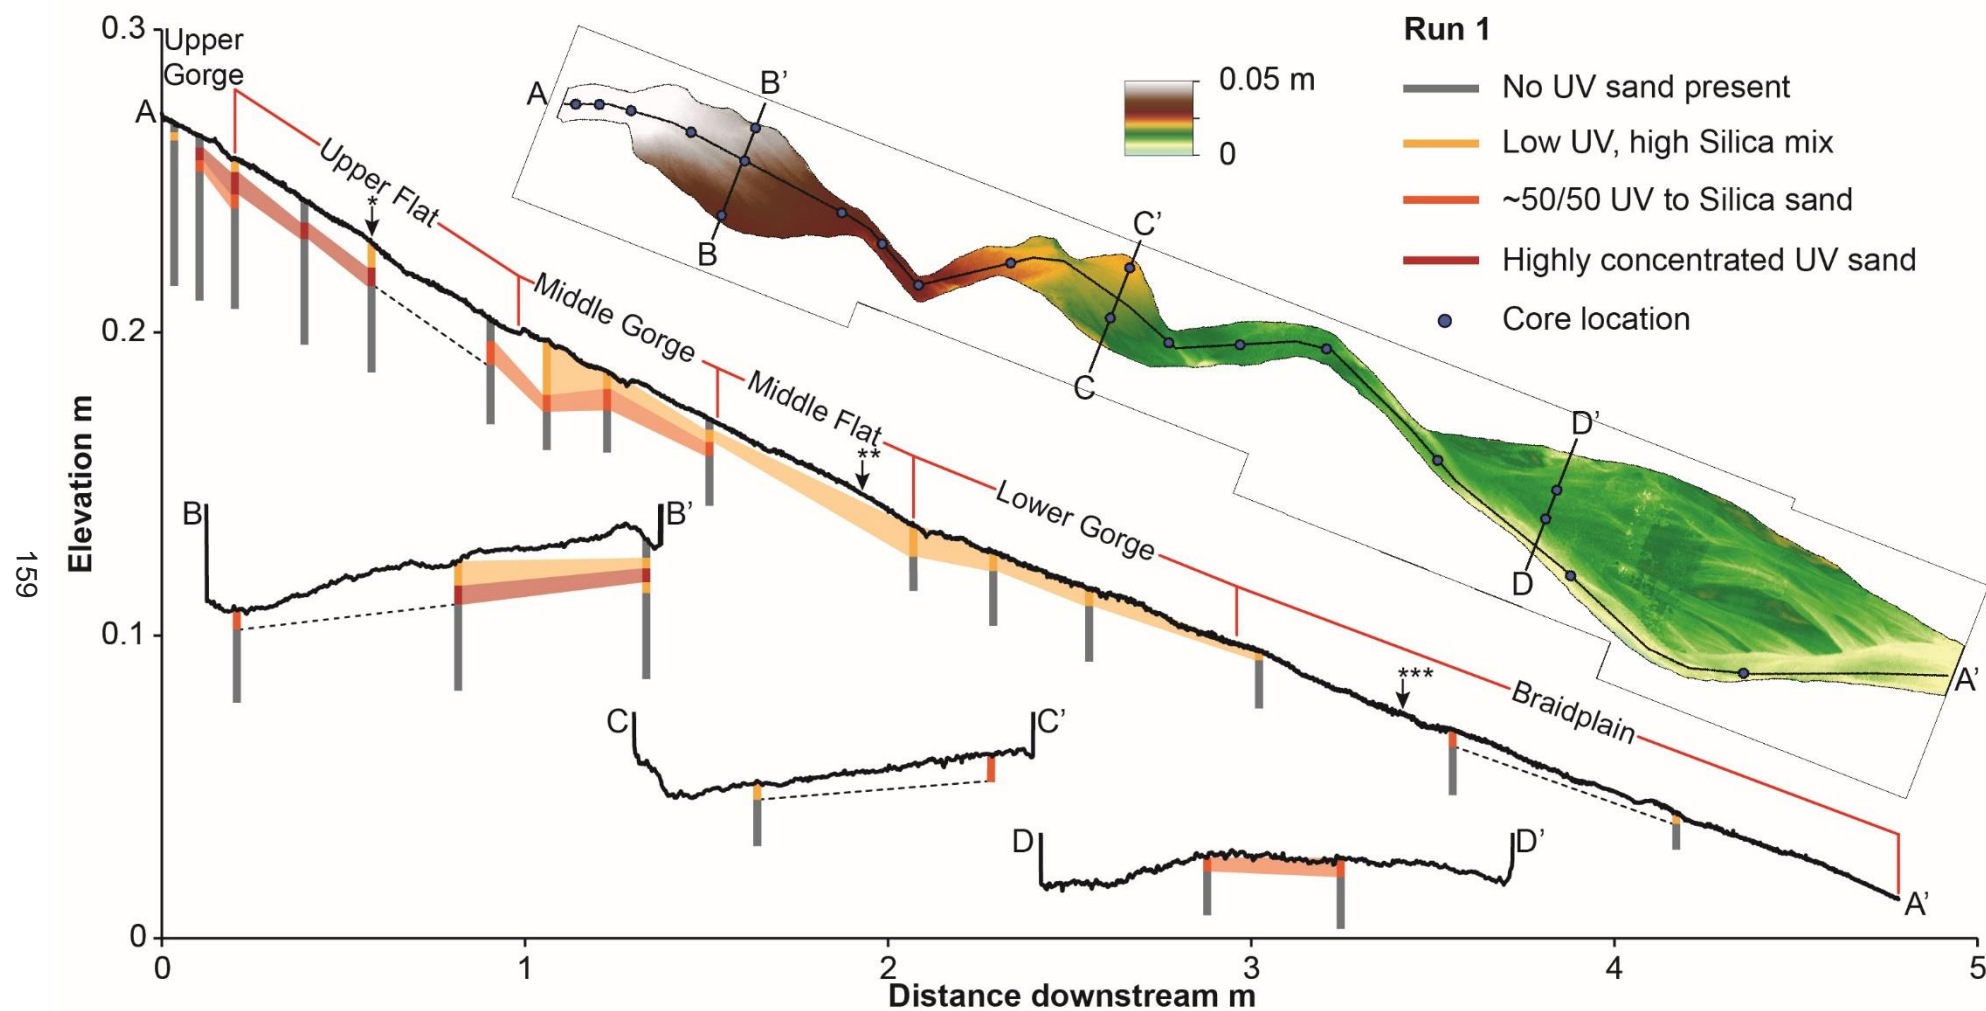 0.3
Upper
Gorge
A
Upper Flat
*
Middle Gorge
0.2
Middle Flat
**
Lower Gorge
Elevation m
159
B
B’
0.1
***
Braidplain
C
C’
D
D’
A’
0
0
1
2
3
4
5
Distance downstream m
A
B’
B
C’
C
D’
D
A’
0.05 m
0
Run 1
No UV sand present
Low UV, high Silica mix
~50/50 UV to Silica sand
Highly concentrated UV sand
Core location